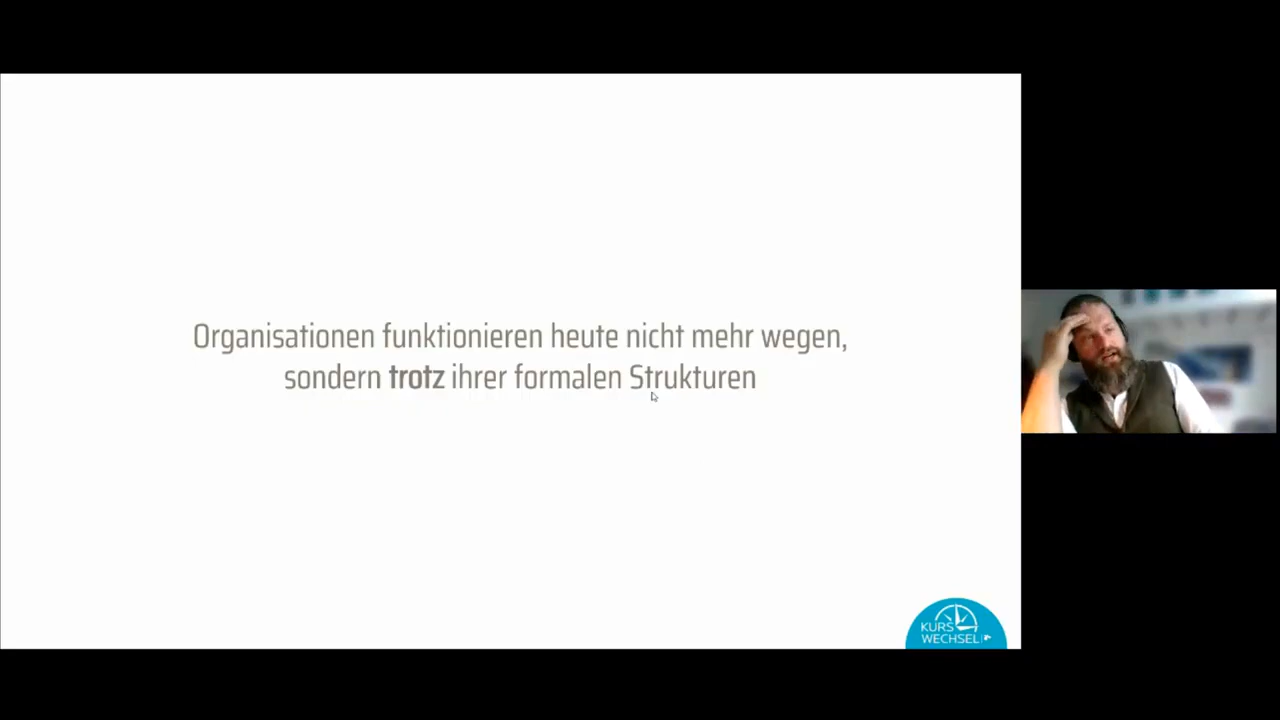 Organisationen funktionieren heute nicht mehr wegen,
sondern trotz ihrer formalen Strukturen
KURS
WECHSEL